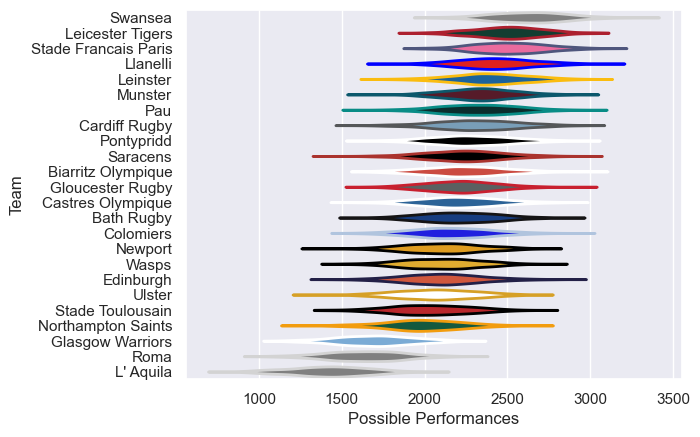 Swansea
Leicester Tigers
Stade Francais Paris
Llanelli
Leinster
Munster
Pau
Cardiff Rugby
Pontypridd
Saracens
Biarritz Olympique
Gloucester Rugby
Castres Olympique
Bath Rugby
Colomiers
Newport
Wasps
Edinburgh
Ulster
Stade Toulousain
Northampton Saints
Glasgow Warriors
Roma
L' Aquila
Team
1000 1500 2000 2500 3000 3500
Possible Performances